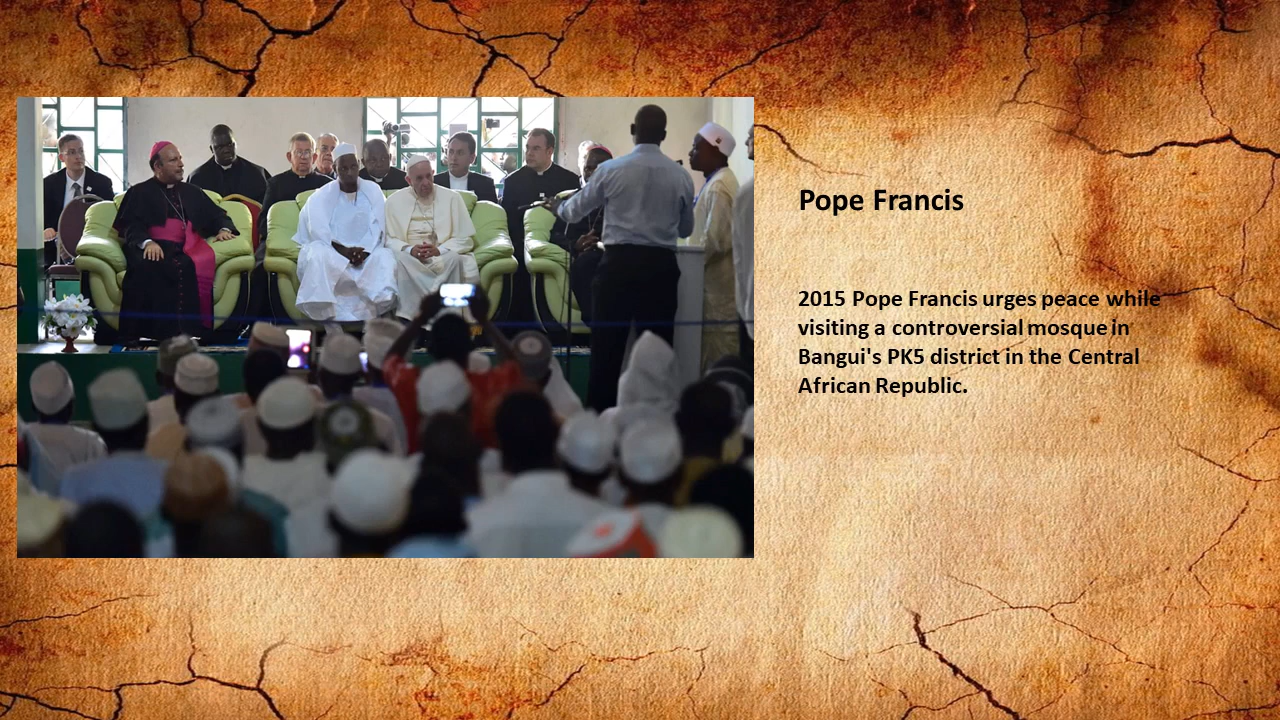 Pope Francis
2015 Pope Francis urges peace while
visiting a controversial mosque in
Bangui's PK5 district in the Central
African Republic.